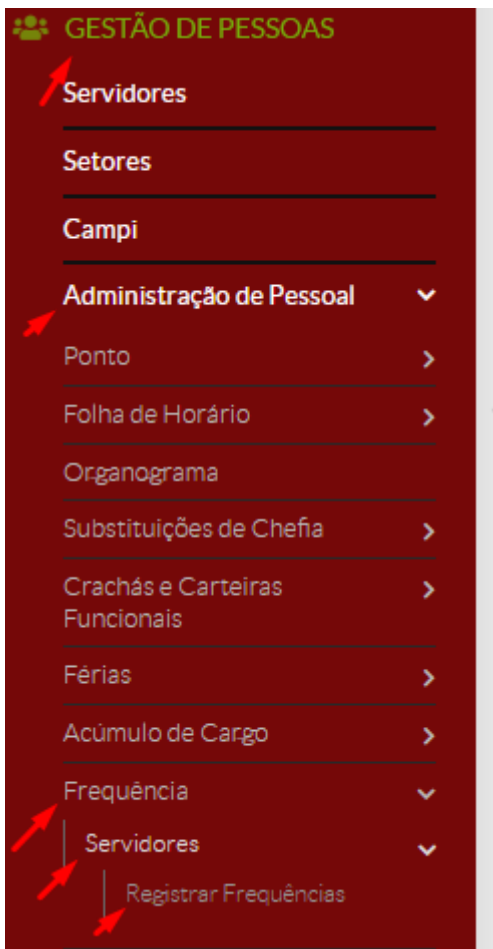 GESTÃO DE PESSOAS
Servidores
Setores
Campi
Administração de Pessoal
Ponto
Folha de Horário
Organograma
Substituições de Chefia
Crachás e Carteiras
Funcionais
Férias
Acúmulo de Cargo
Frequência
Servidores
Registrar Frequências